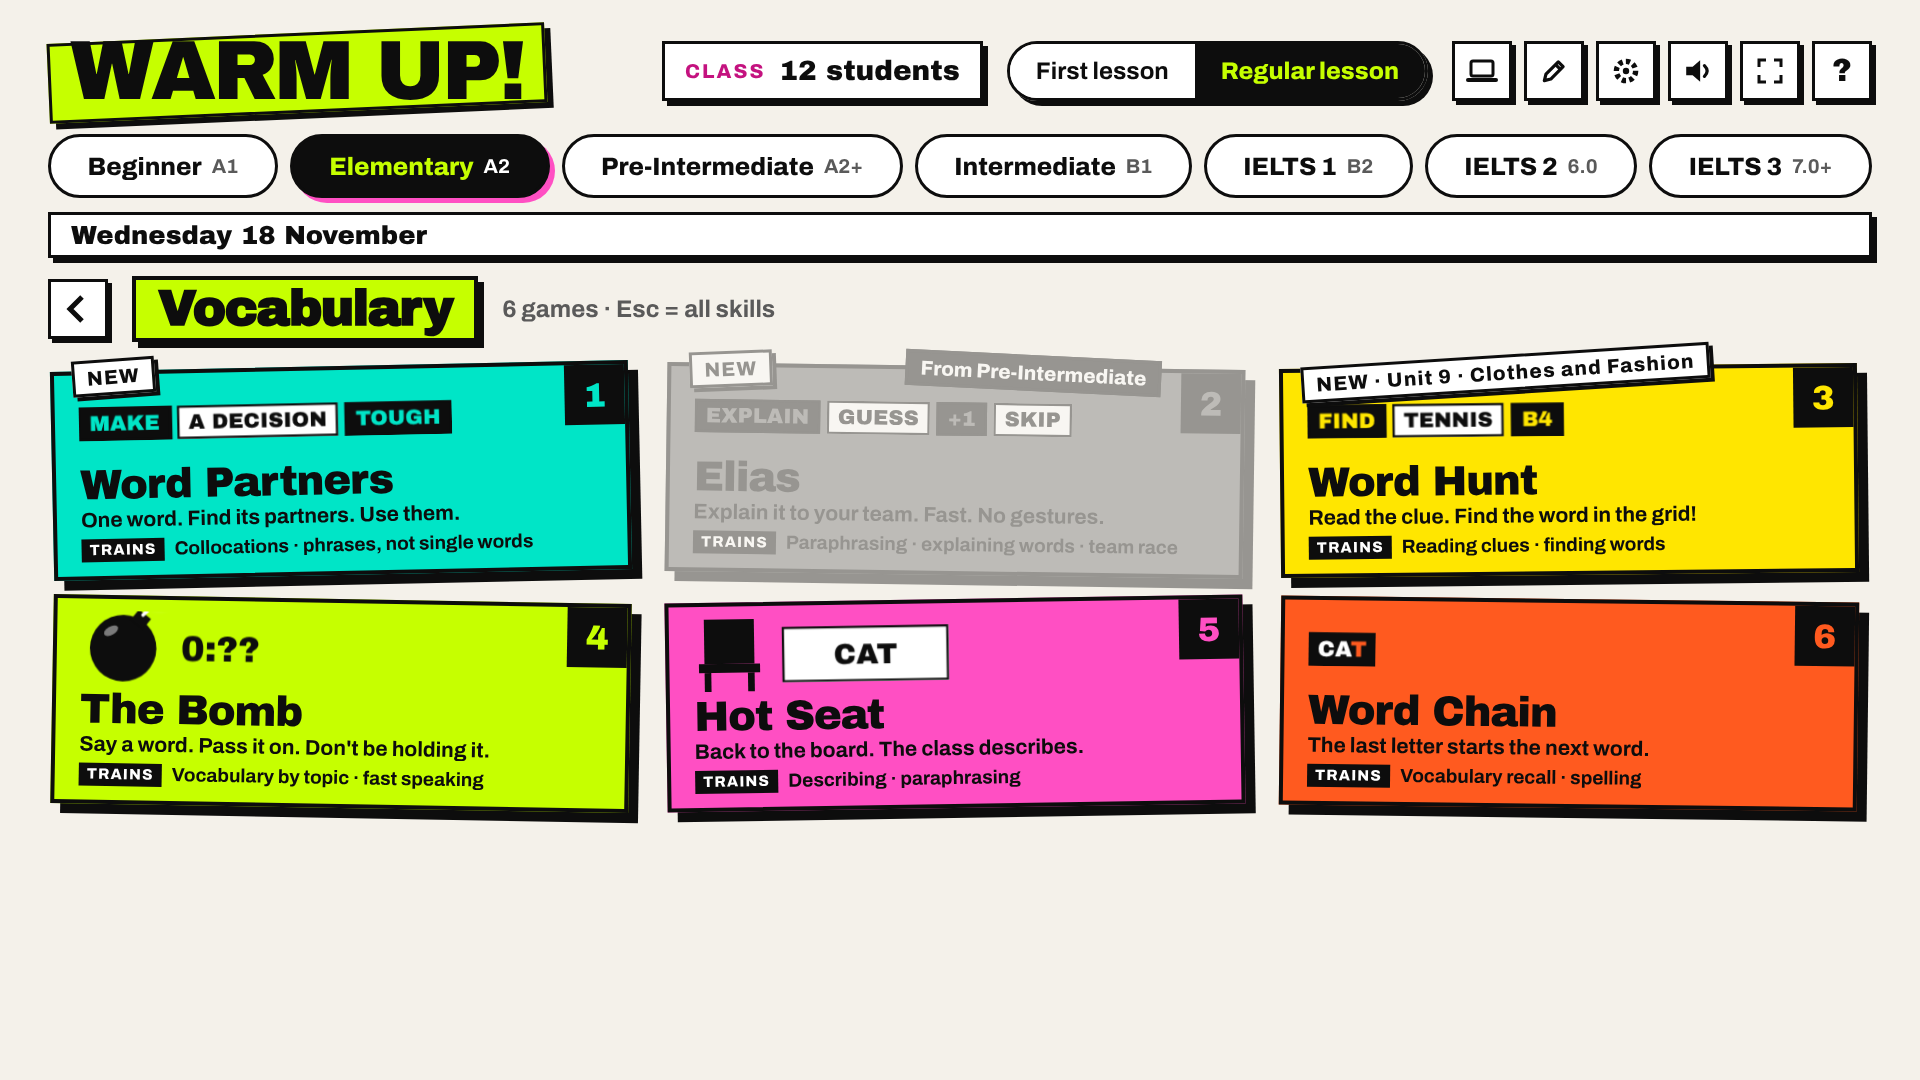 WARM UP!
CLASS 12 students
First lesson Regular lesson
?
Beginner A1
Elementary A2
Pre-Intermediate A2+
Intermediate B1
IELTS 1 B2
IELTS 2 6.0
IELTS 3 7.0+
Wednesday 18 November
Vocabulary
6 games · Esc = all skills
NEW
1
MAKE A DECISION TOUGH
Word Partners
One word. Find its partners. Use them.
TRAINS Collocations · phrases, not single words
NEW
From Pre-Intermediate
2
EXPLAIN GUESS +1 SKIP
Elias
Explain it to your team. Fast. No gestures.
TRAINS Paraphrasing · explaining words · team race
NEW · Unit 9 · Clothes and Fashion
3
FIND TENNIS B4
Word Hunt
Read the clue. Find the word in the grid!
TRAINS Reading clues · finding words
4
0:??
The Bomb
Say a word. Pass it on. Don't be holding it.
TRAINS Vocabulary by topic · fast speaking
5
CAT
Hot Seat
Back to the board. The class describes.
TRAINS Describing · paraphrasing
6
CAT
Word Chain
The last letter starts the next word.
TRAINS Vocabulary recall · spelling